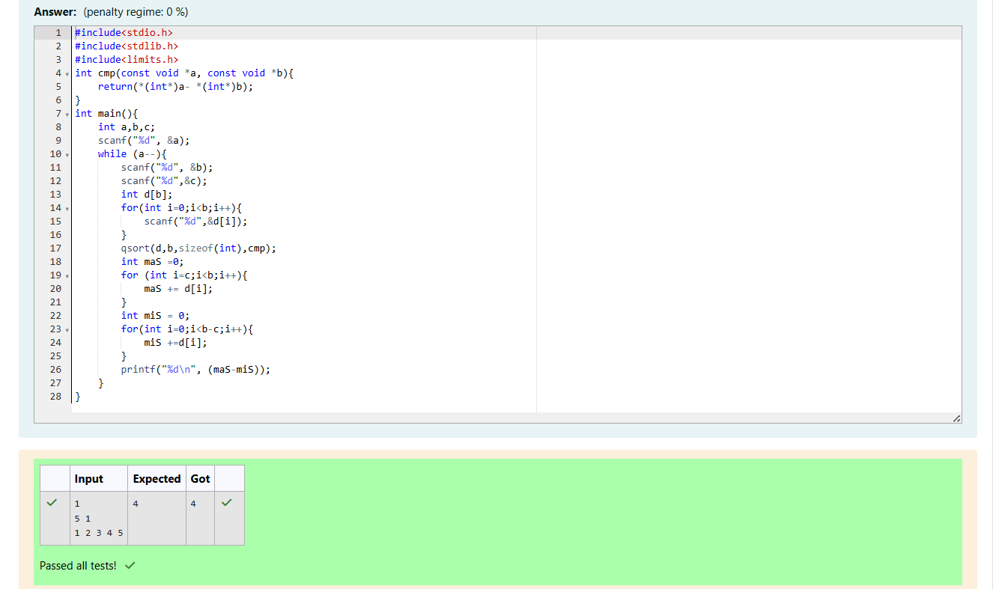 Answer: (penalty regime: 0 %)
1 #include<stdio.h>
2 #include<stdlib.h>
3 #include<limits.h>
4 int cmp(const void *a, const void *b){
5     return(*(int*)a- *(int*)b);
6 }
7 int main(){
8     int a,b,c;
9     scanf("%d", &a);
10     while (a--){
11         scanf("%d", &b);
12         scanf("%d",&c);
13         int d[b];
14         for(int i=0;i<b;i++){
15             scanf("%d",&d[i]);
16         }
17         qsort(d,b,sizeof(int),cmp);
18         int maS =0;
19         for (int i=c;i<b;i++){
20             maS += d[i];
21         }
22         int miS = 0;
23         for(int i=0;i<b-c;i++){
24             miS +=d[i];
25         }
26         printf("%d\n", (maS-miS));
27     }
28 }
Input Expected Got
1 4 4
5 1
1 2 3 4 5
Passed all tests!